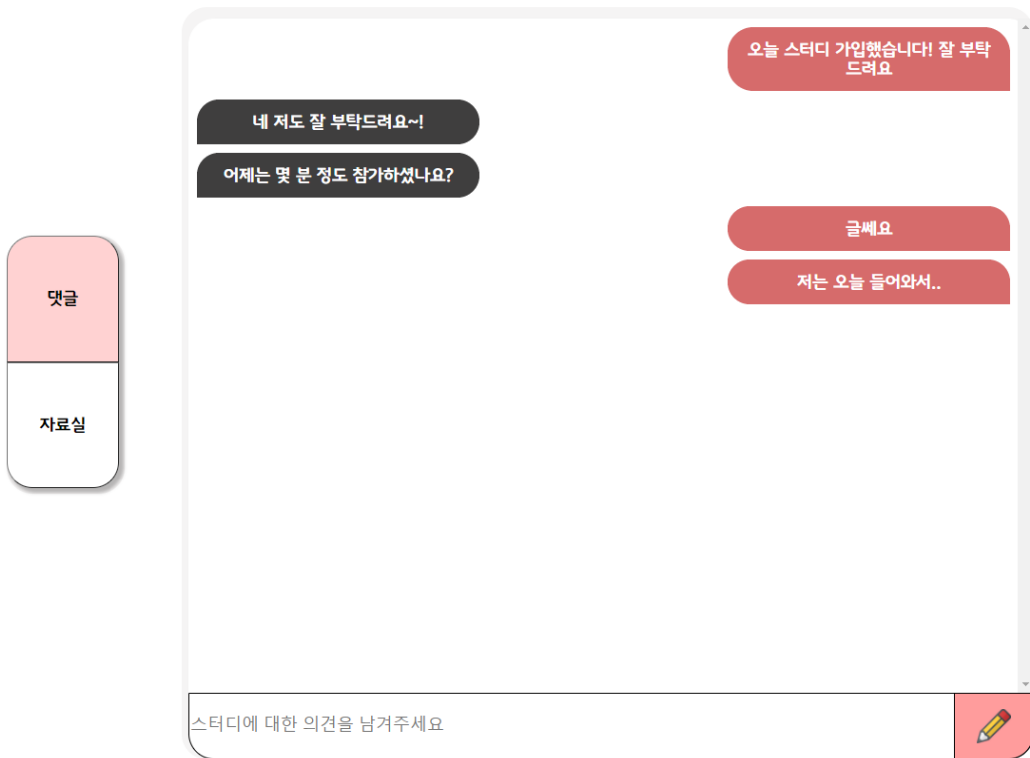 오늘 스터디 가입했습니다! 잘 부탁
드려요
네 저도 잘 부탁드려요~!
어제는 몇 분 정도 참가하셨나요?
글쎄요
저는 오늘 들어와서..
댓글
자료실
스터디에 대한 의견을 남겨주세요